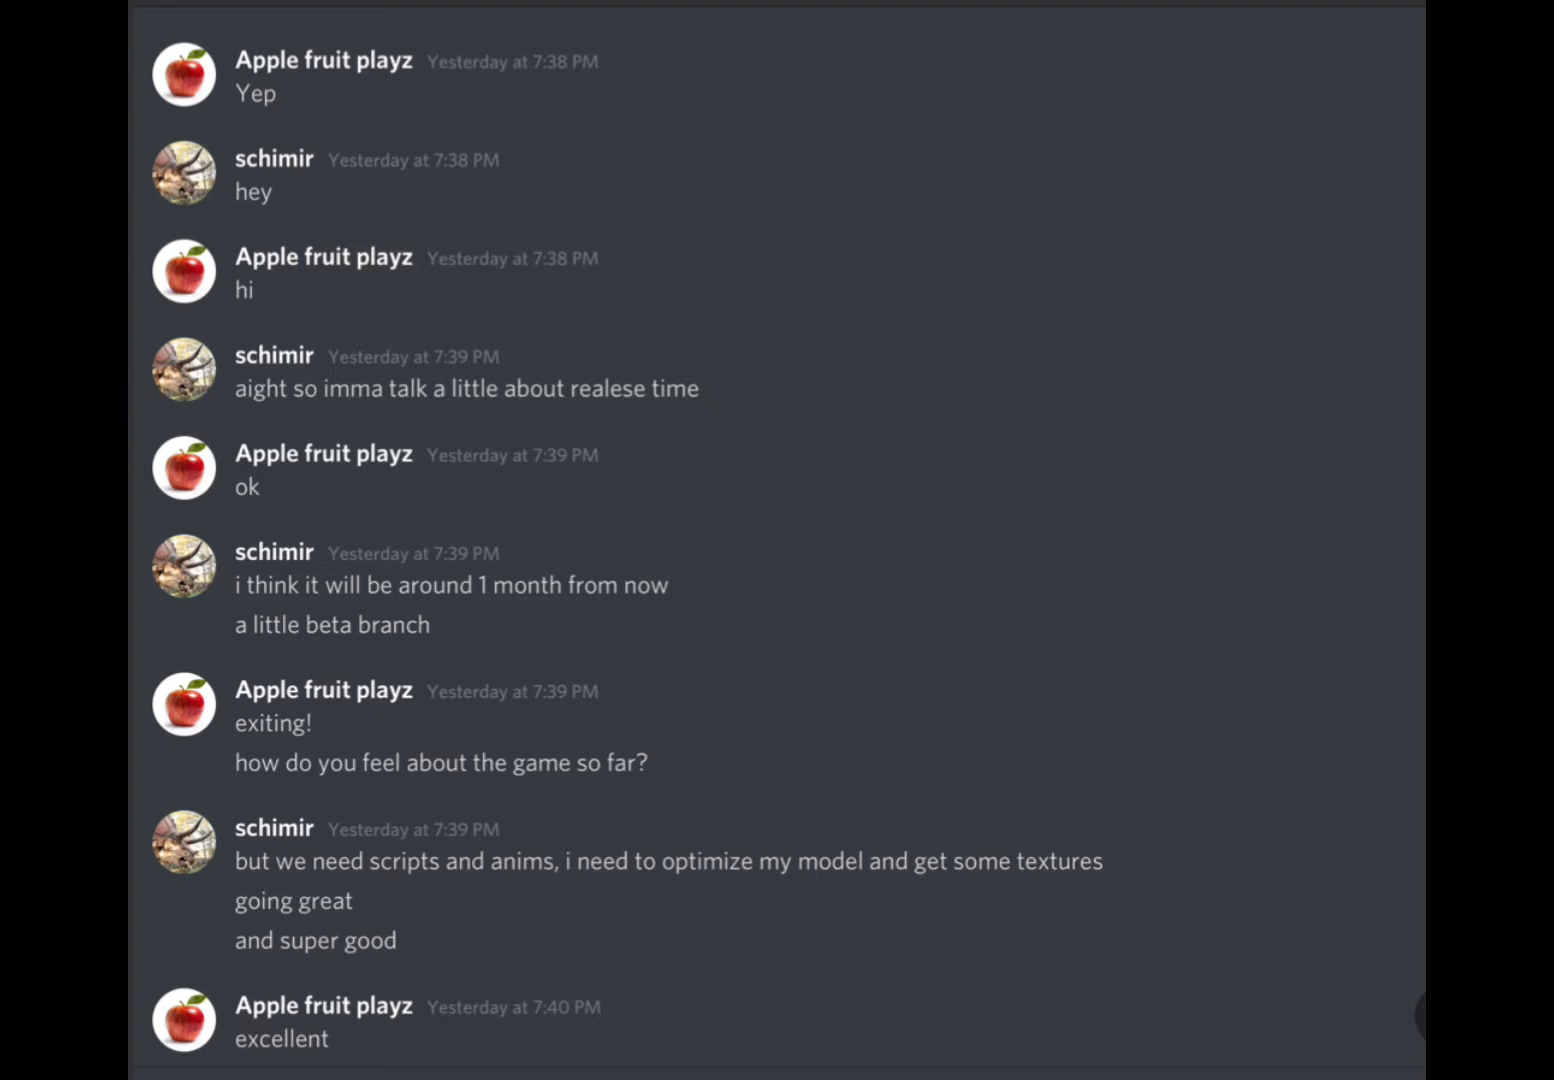 Apple fruit playz Yesterday at 7:38 PM
Yep
schimir Yesterday at 7:38 PM
hey
Apple fruit playz Yesterday at 7:38 PM
hi
schimir Yesterday at 7:39 PM
aight so imma talk a little about realese time
Apple fruit playz Yesterday at 7:39 PM
ok
schimir Yesterday at 7:39 PM
i think it will be around 1 month from now
a little beta branch
Apple fruit playz Yesterday at 7:39 PM
exiting!
how do you feel about the game so far?
schimir Yesterday at 7:39 PM
but we need scripts and anims, i need to optimize my model and get some textures
going great
and super good
Apple fruit playz Yesterday at 7:40 PM
excellent